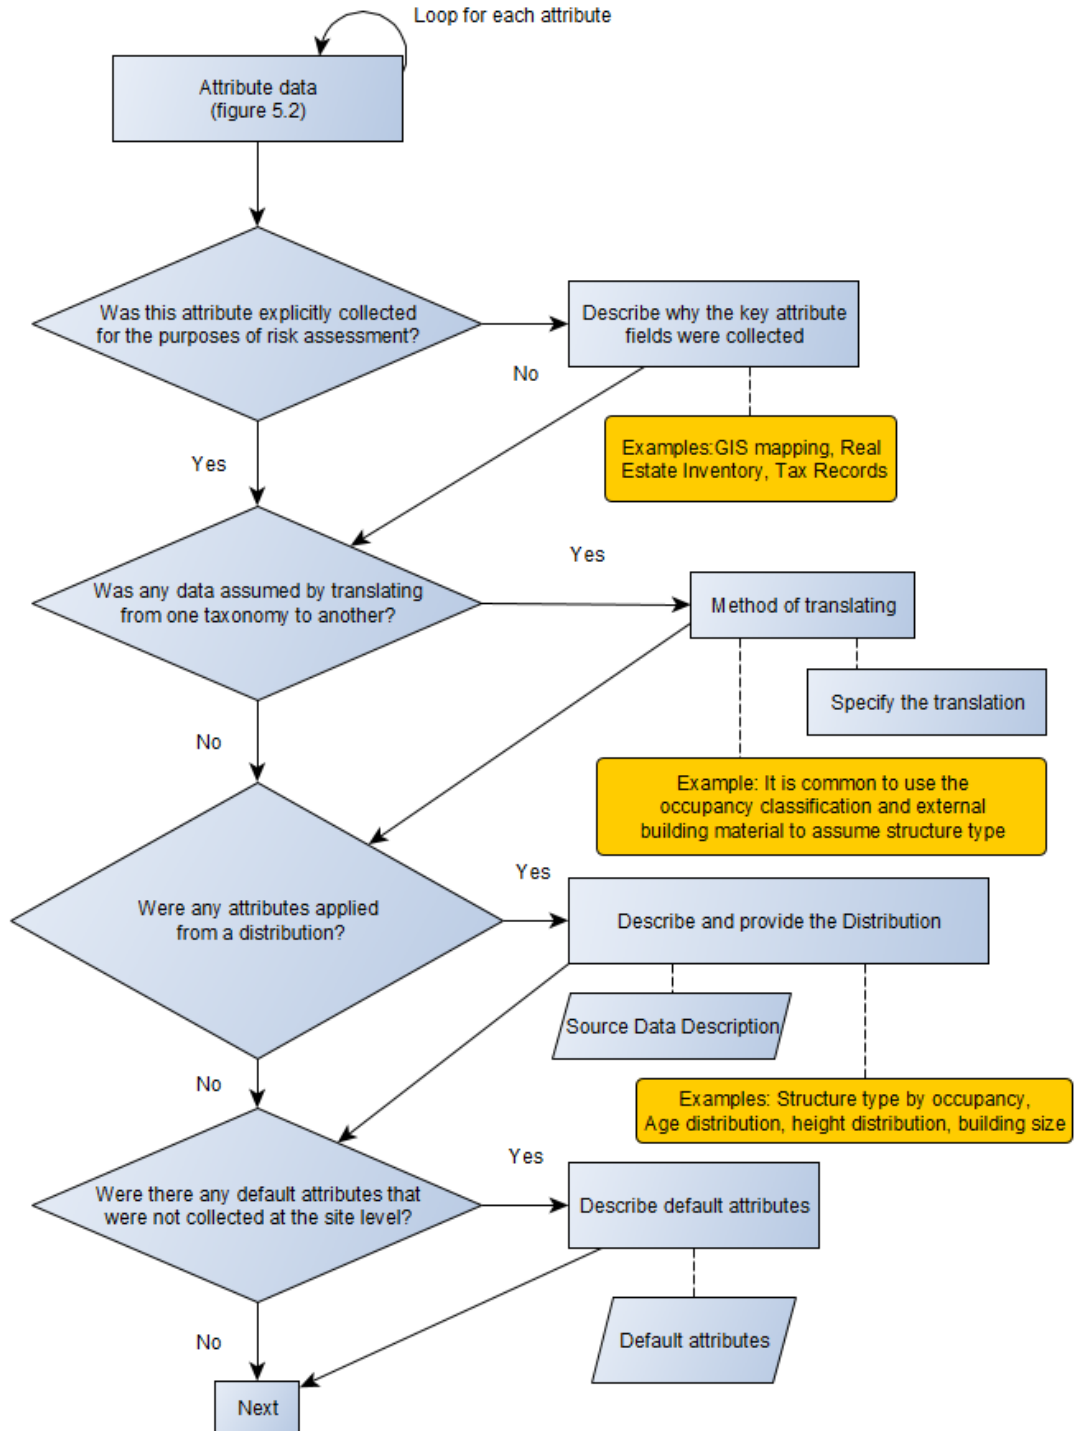 Loop for each attribute
Attribute data
(figure 5.2)
Was this attribute explicitly collected
for the purposes of risk assessment?
Describe why the key attribute
fields were collected
No
Examples:GIS mapping, Real
Estate Inventory, Tax Records
Yes
Was any data assumed by translating
from one taxonomy to another?
Yes
Method of translating
Specify the translation
No
Example: It is common to use the
occupancy classification and external
building material to assume structure type
Were any attributes applied
from a distribution?
Yes
Describe and provide the Distribution
Source Data Description
No
Examples: Structure type by occupancy,
Age distribution, height distribution, building size
Were there any default attributes that
were not collected at the site level?
Yes
Describe default attributes
Default attributes
No
Next